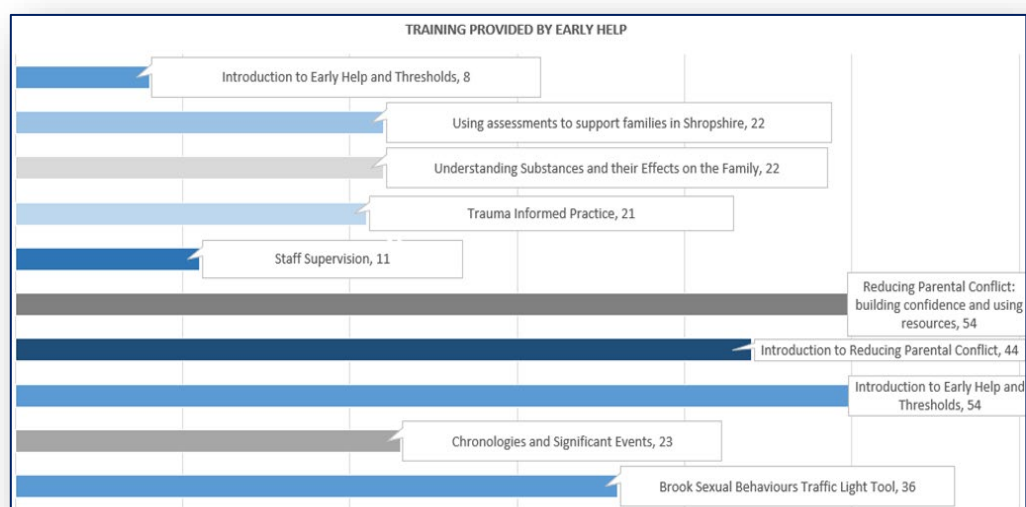 TRAINING PROVIDED BY EARLY HELP
Introduction to Early Help and Thresholds, 8
Using assessments to support families in Shropshire, 22
Understanding Substances and their Effects on the Family, 22
Trauma Informed Practice, 21
Staff Supervision, 11
Reducing Parental Conflict:
building confidence and using
resources, 54
Introduction to Reducing Parental Conflict, 44
Introduction to Early Help and
Thresholds, 54
Chronologies and Significant Events, 23
Brook Sexual Behaviours Traffic Light Tool, 36